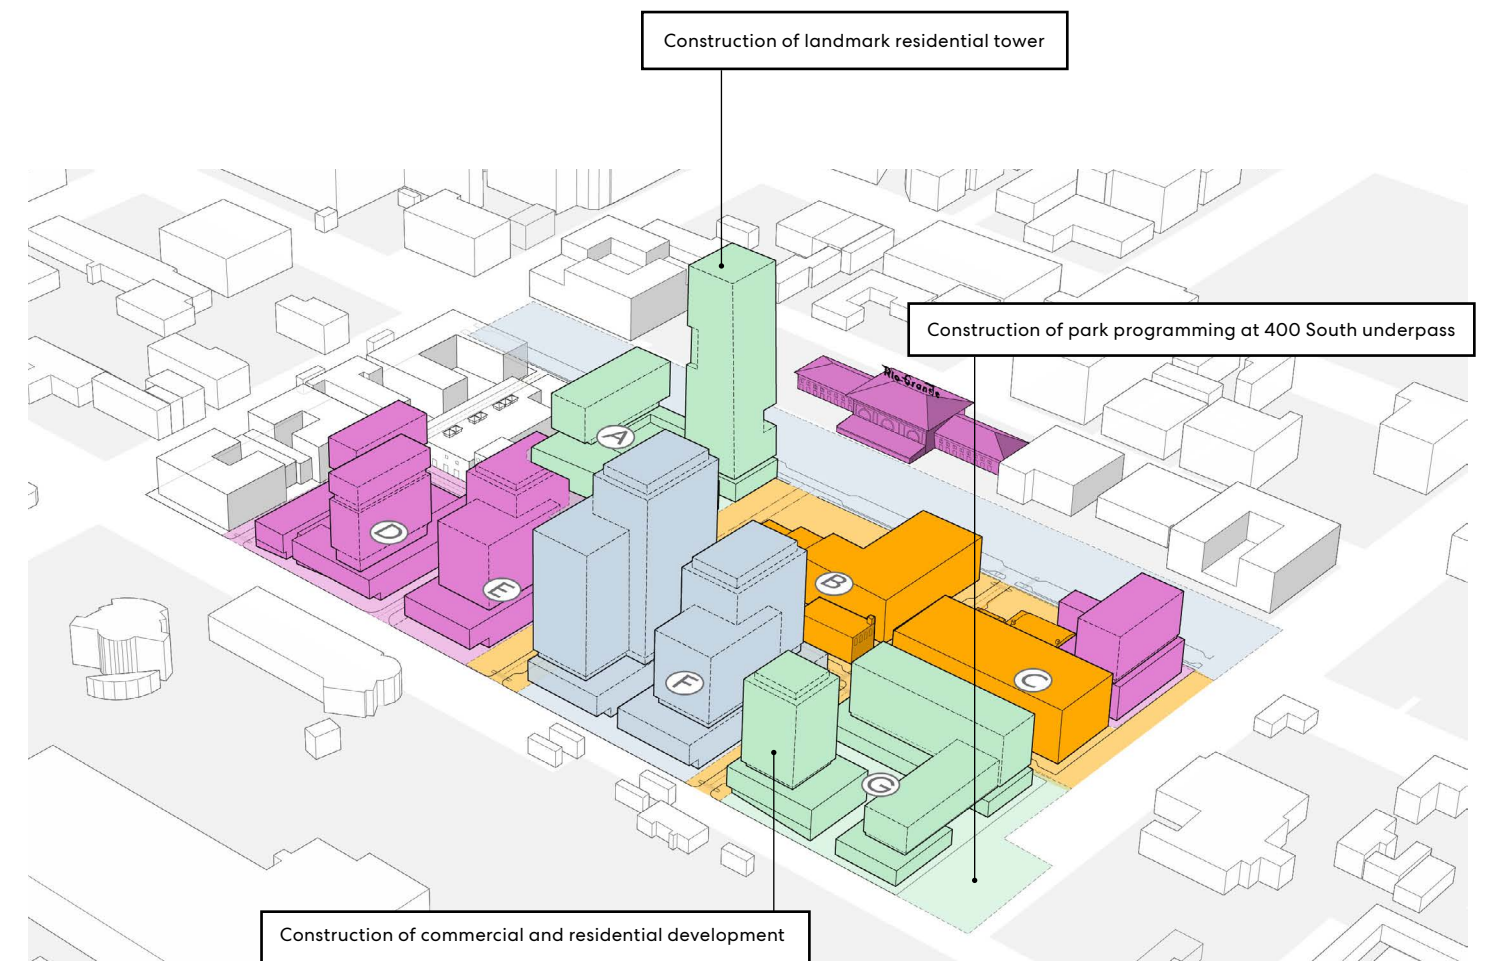 Construction of landmark residential tower
Construction of park programming at 400 South underpass
Rio Grande
A
D
B
E
C
F
G
Construction of commercial and residential development